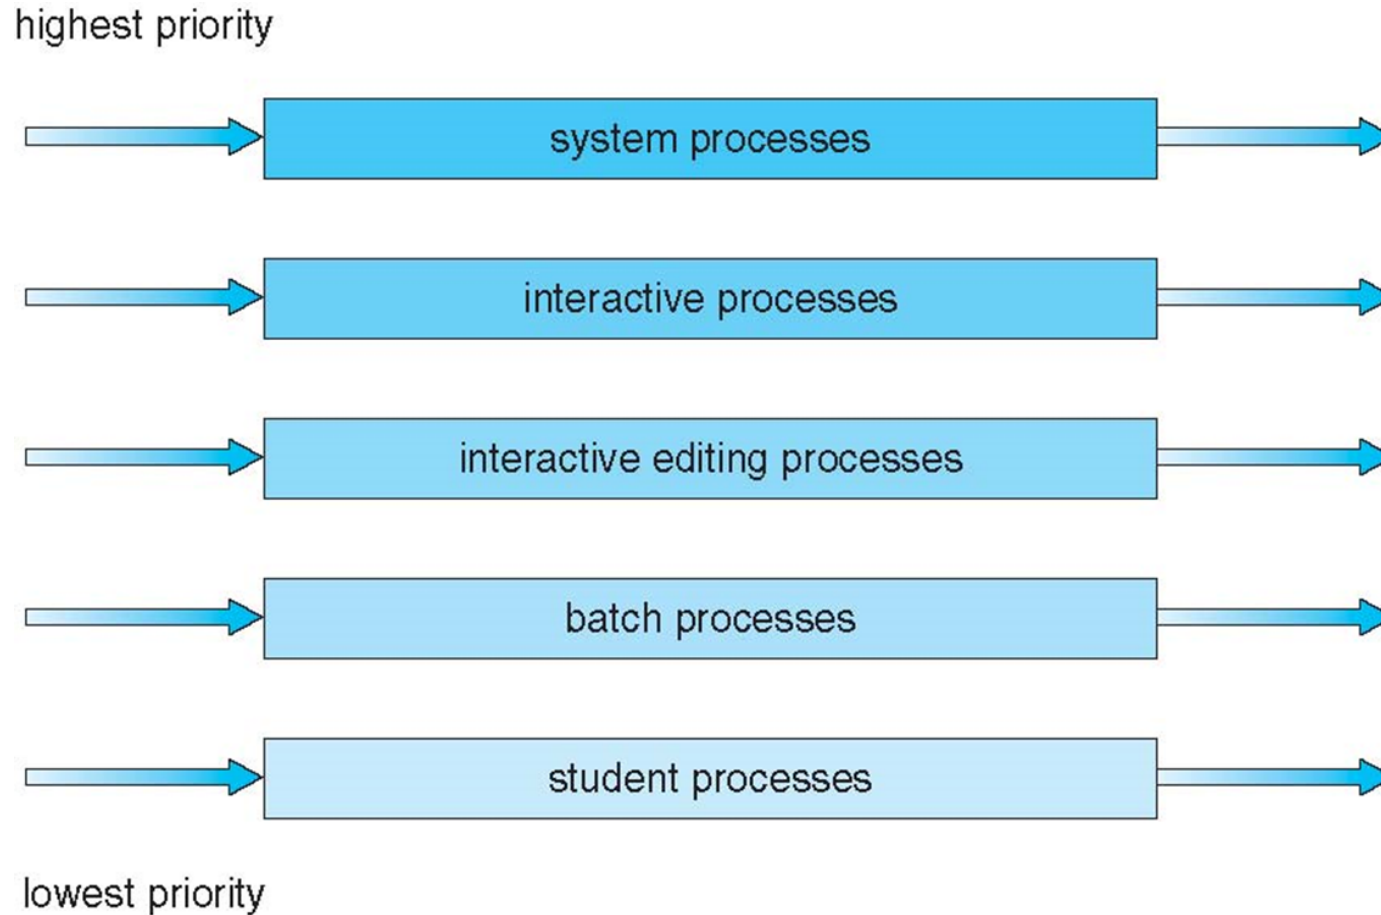 highest priority
system processes
interactive processes
interactive editing processes
batch processes
student processes
lowest priority